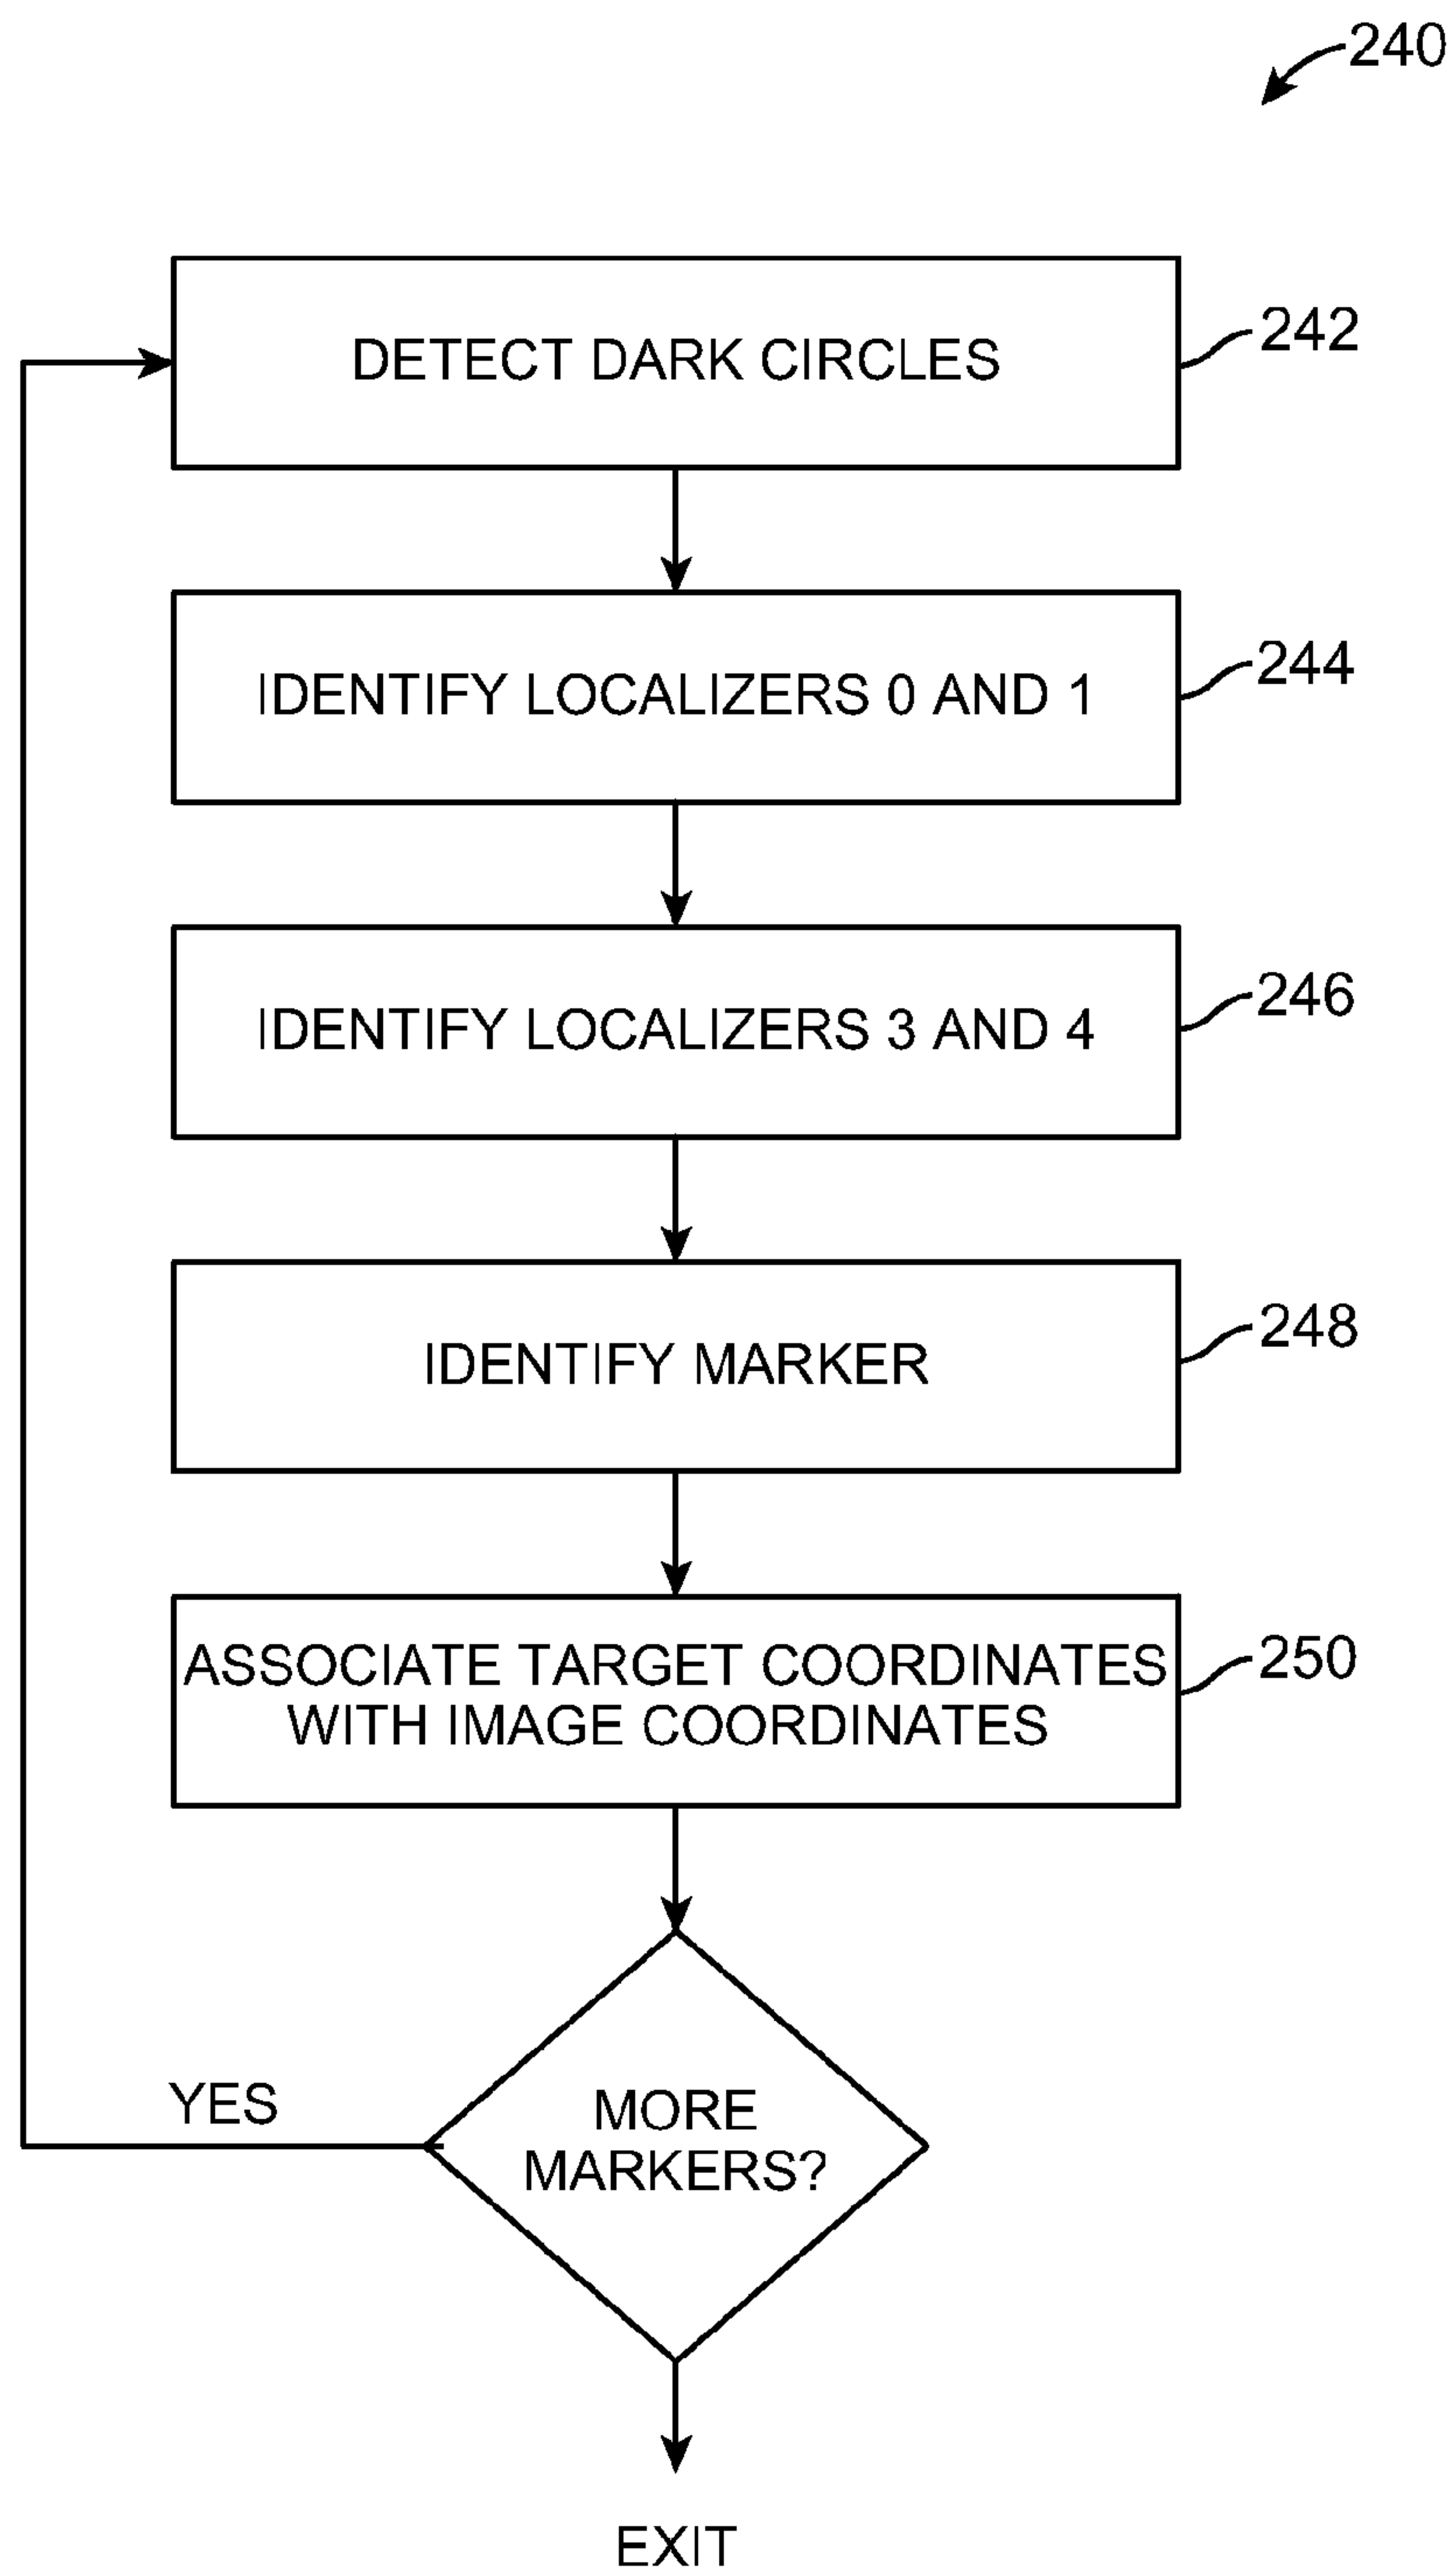 240
DETECT DARK CIRCLES
242
IDENTIFY LOCALIZERS 0 AND 1
244
IDENTIFY LOCALIZERS 3 AND 4
246
IDENTIFY MARKER
248
ASSOCIATE TARGET COORDINATES
WITH IMAGE COORDINATES
250
MORE
MARKERS?
YES
EXIT